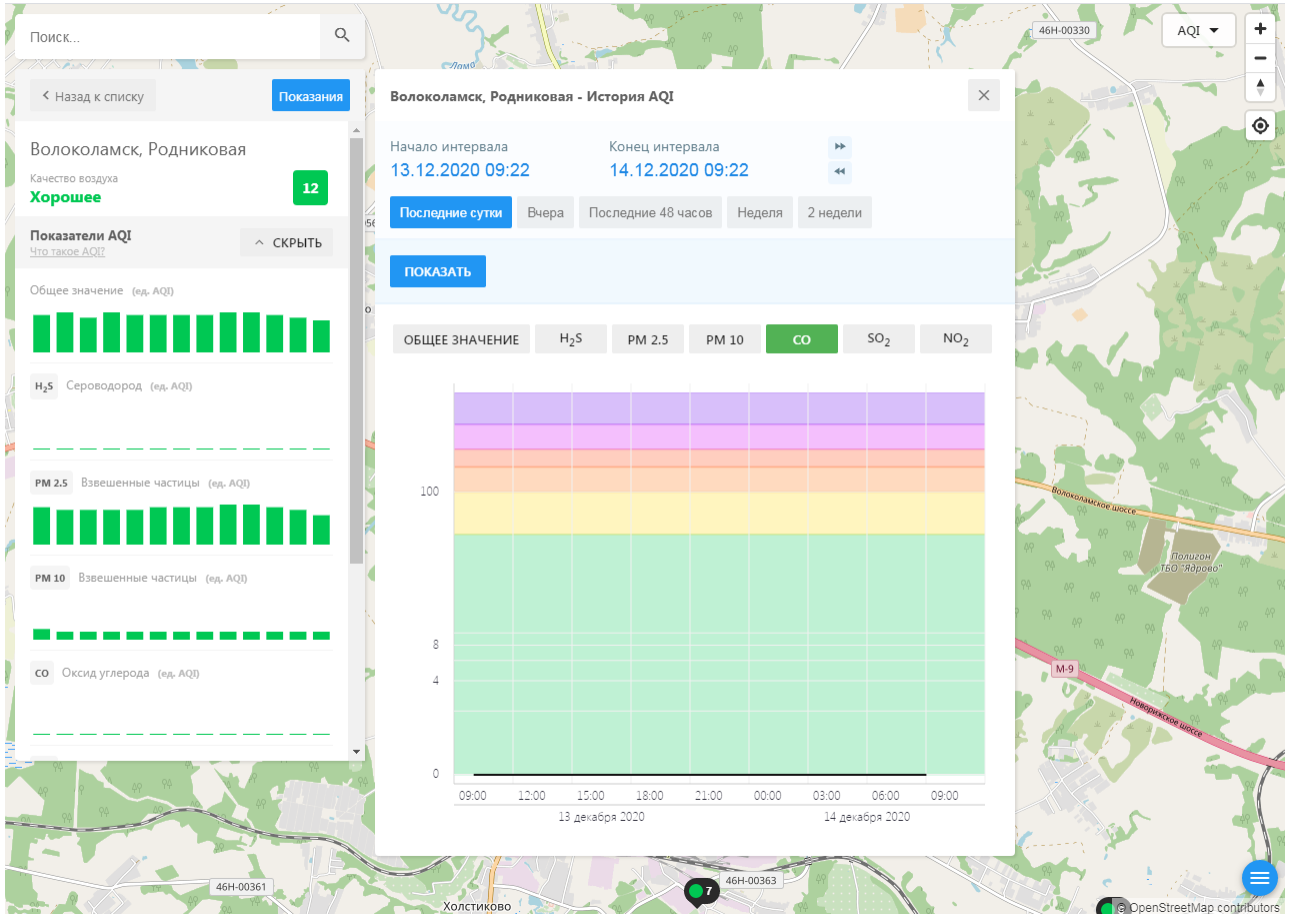 Поиск...
46Н-00330
AQI
Лама
Назад к списку
Показания
Волоколамск, Родниковая
Качество воздуха
Хорошее
12
Показатели AQI
Что такое AQI?
СКРЫТЬ
Общее значение (ед. AQI)
H2S Сероводород (ед. AQI)
PM 2.5 Взвешенные частицы (ед. AQI)
PM 10 Взвешенные частицы (ед. AQI)
CO Оксид углерода (ед. AQI)
Волоколамск, Родниковая - История AQI
Начало интервала
13.12.2020 09:22
Конец интервала
14.12.2020 09:22
Последние сутки
Вчера
Последние 48 часов
Неделя
2 недели
ПОКАЗАТЬ
ОБЩЕЕ ЗНАЧЕНИЕ
H2S
PM 2.5
PM 10
CO
SO2
NO2
100
8
4
0
09:00 12:00 15:00 18:00 21:00 00:00 03:00 06:00 09:00
13 декабря 2020 14 декабря 2020
Волоколамское шоссе
Полигон
ТБО "Ядрово"
М-9
Новорижское шоссе
46Н-00361
46Н-00363
7
Холстиково
© OpenStreetMap contributors